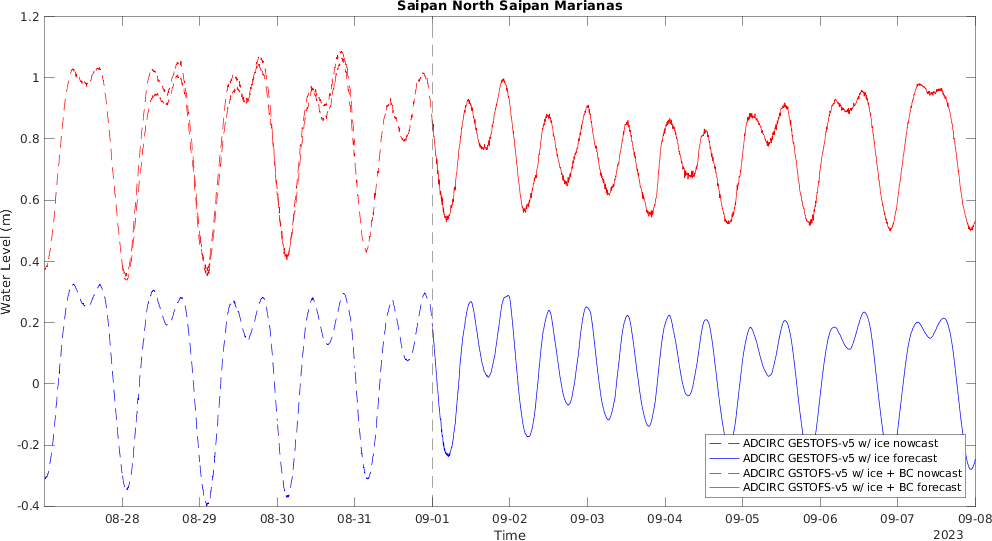 Saipan North Saipan Marianas
1.2
1
0.8
0.6
0.4
0.2
0
-0.2
-0.4
Water Level (m)
ADCIRC GESTOFS-v5 w/ ice nowcast
ADCIRC GESTOFS-v5 w/ ice forecast
ADCIRC GSTOFS-v5 w/ ice + BC nowcast
ADCIRC GSTOFS-v5 w/ ice + BC forecast
08-28 08-29 08-30 08-31 09-01 09-02 09-03 09-04 09-05 09-06 09-07 09-08
Time
2023